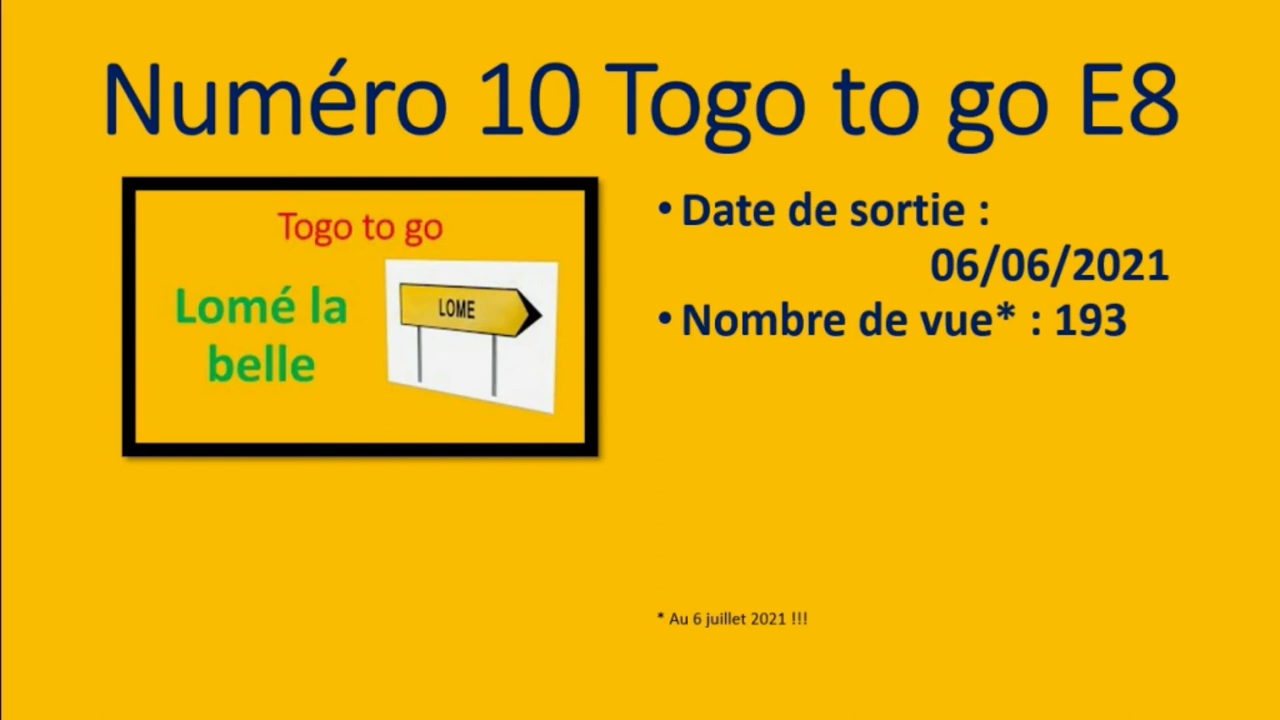 Numéro 10 Togo to go E8
Togo to go
Lomé la
belle
LOME
• Date de sortie :
06/06/2021
• Nombre de vue* : 193
* Au 6 juillet 2021 !!!